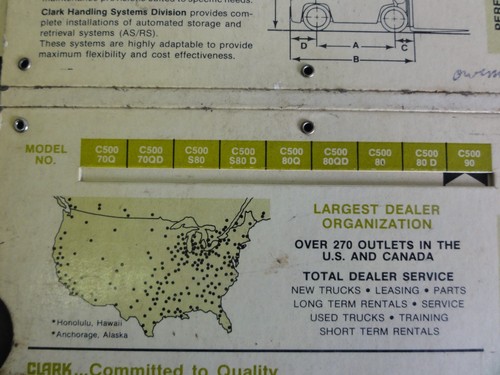 Clark Handling Systems Division provides com-
plete installations of automated storage and
retrieval systems (AS/RS).
These systems are highly adaptable to provide
maximum flexibility and cost effectiveness.
D A C
B
MODEL NO. C500 70Q C500 70QD C500 S80 C500 S80 D C500 80Q C500 80QD C500 80 C500 80 D C500 90
LARGEST DEALER
ORGANIZATION
OVER 270 OUTLETS IN THE
U.S. AND CANADA
TOTAL DEALER SERVICE
NEW TRUCKS • LEASING • PARTS
LONG TERM RENTALS • SERVICE
USED TRUCKS • TRAINING
SHORT TERM RENTALS
*Honolulu, Hawaii
*Anchorage, Alaska
CLARK...Committed to Quality